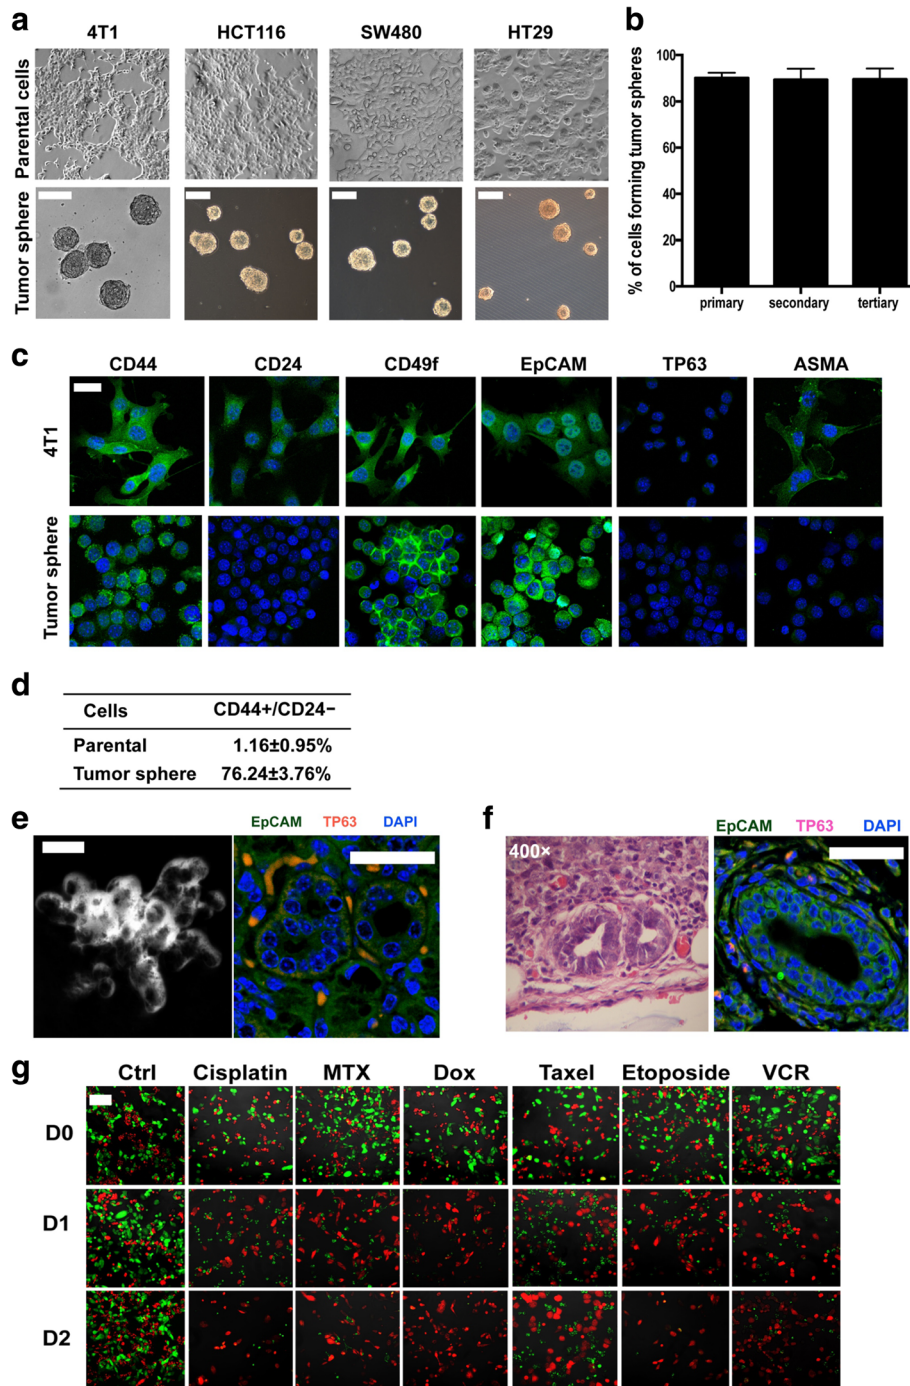 a
4T1 HCT116 SW480 HT29
Parental cells
Tumor sphere
b
% of cells forming tumor spheres
100
80
60
40
20
0
primary secondary tertiary
c
CD44 CD24 CD49f EpCAM TP63 ASMA
4T1
Tumor sphere
d
Cells CD44+/CD24−
Parental 1.16±0.95%
Tumor sphere 76.24±3.76%
e
EpCAM TP63 DAPI
f
400×
EpCAM TP63 DAPI
g
Ctrl Cisplatin MTX Dox Taxel Etoposide VCR
D0
D1
D2